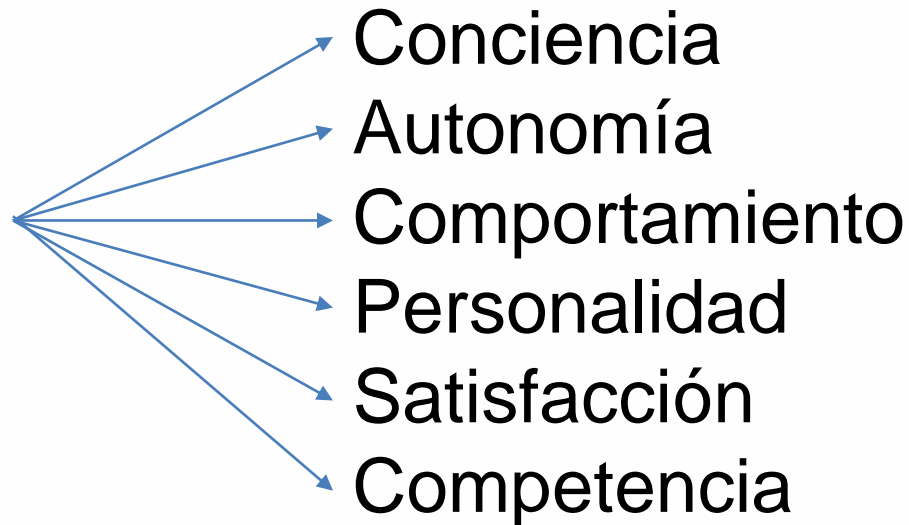 Conciencia
Autonomía
Comportamiento
Personalidad
Satisfacción
Competencia